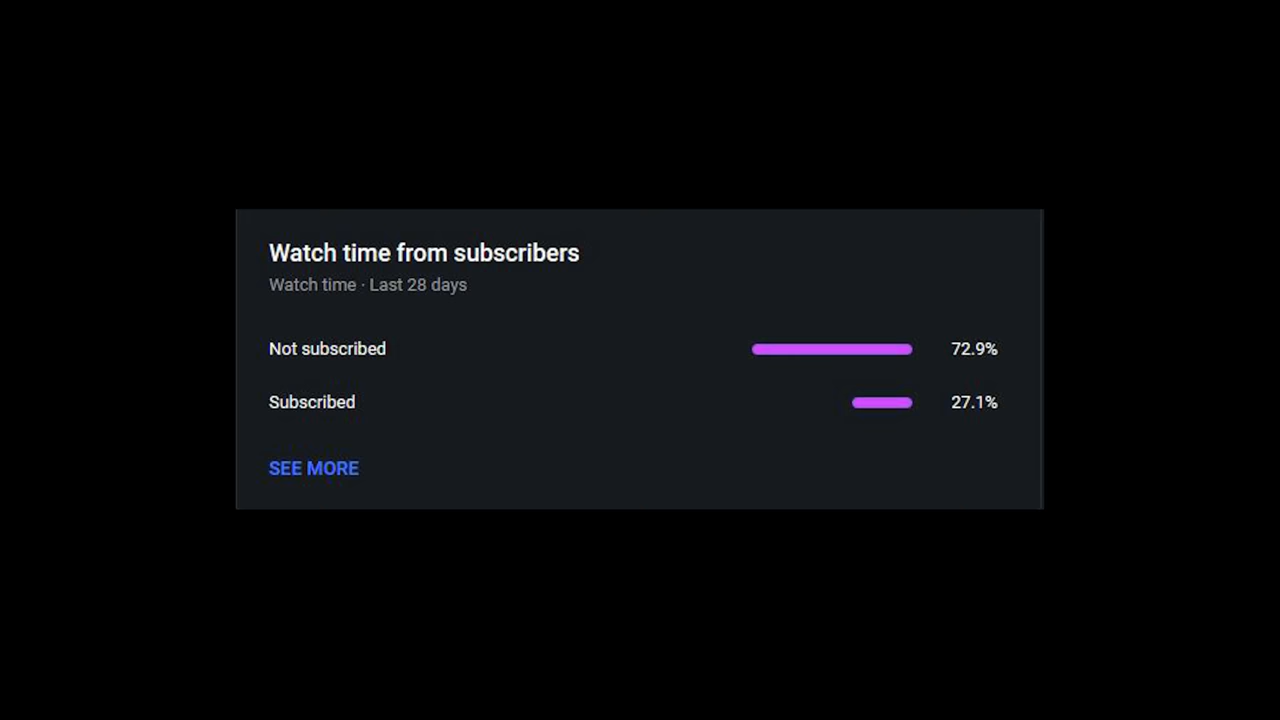 Watch time from subscribers
Watch time · Last 28 days
Not subscribed 72.9%
Subscribed 27.1%
SEE MORE